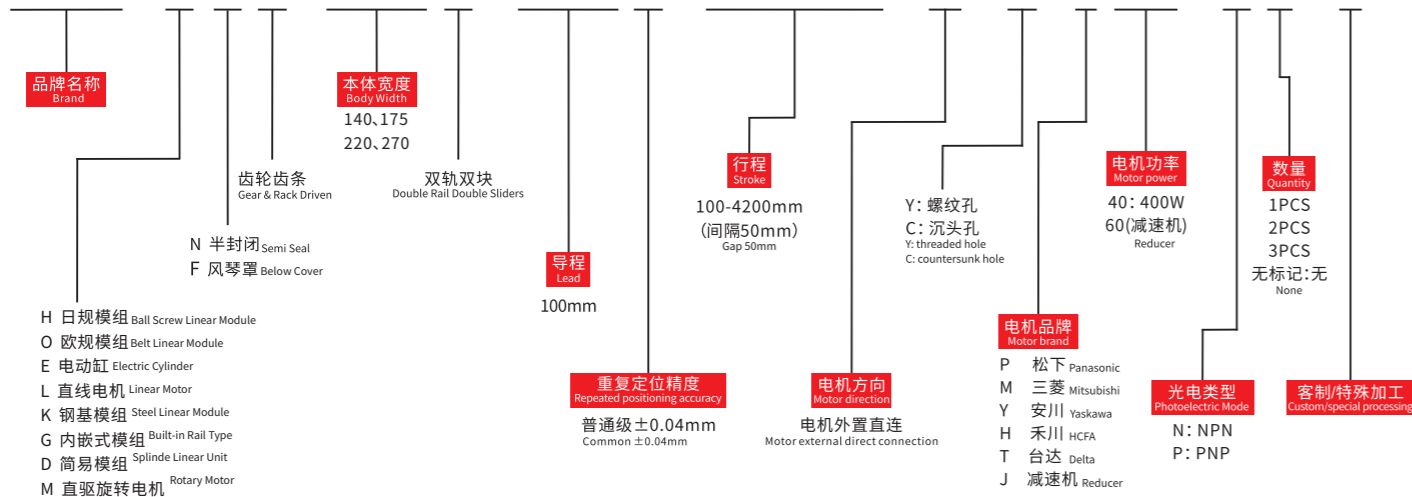 品牌名称
Brand
H 日规模组 Ball Screw Linear Module
O 欧规模组 Belt Linear Module
E 电动缸 Electric Cylinder
L 直线电机 Linear Motor
K 钢基模组 Steel Linear Module
G 内嵌式模组 Built-in Rail Type
D 简易模组 Splinde Linear Unit
M 直驱旋转电机 Rotary Motor
N 半封闭 Semi Seal
F 风琴罩 Below Cover
齿轮齿条
Gear & Rack Driven
本体宽度
Body Width
140、175
220、270
双轨双块
Double Rail Double Sliders
导程
Lead
100mm
重复定位精度
Repeated positioning accuracy
普通级±0.04mm
Common ±0.04mm
行程
Stroke
100-4200mm
（间隔50mm）
Gap 50mm
电机方向
Motor direction
电机外置直连
Motor external direct connection
Y：螺纹孔
C：沉头孔
Y: threaded hole
C: countersunk hole
电机品牌
Motor brand
P 松下 Panasonic
M 三菱 Mitsubishi
Y 安川 Yaskawa
H 禾川 HCFA
T 台达 Delta
J 减速机 Reducer
电机功率
Motor power
40：400W
60(减速机)
Reducer
光电类型
Photoelectric Mode
N：NPN
P：PNP
数量
Quantity
1PCS
2PCS
3PCS
无标记:无
None
客制/特殊加工
Custom/special processing